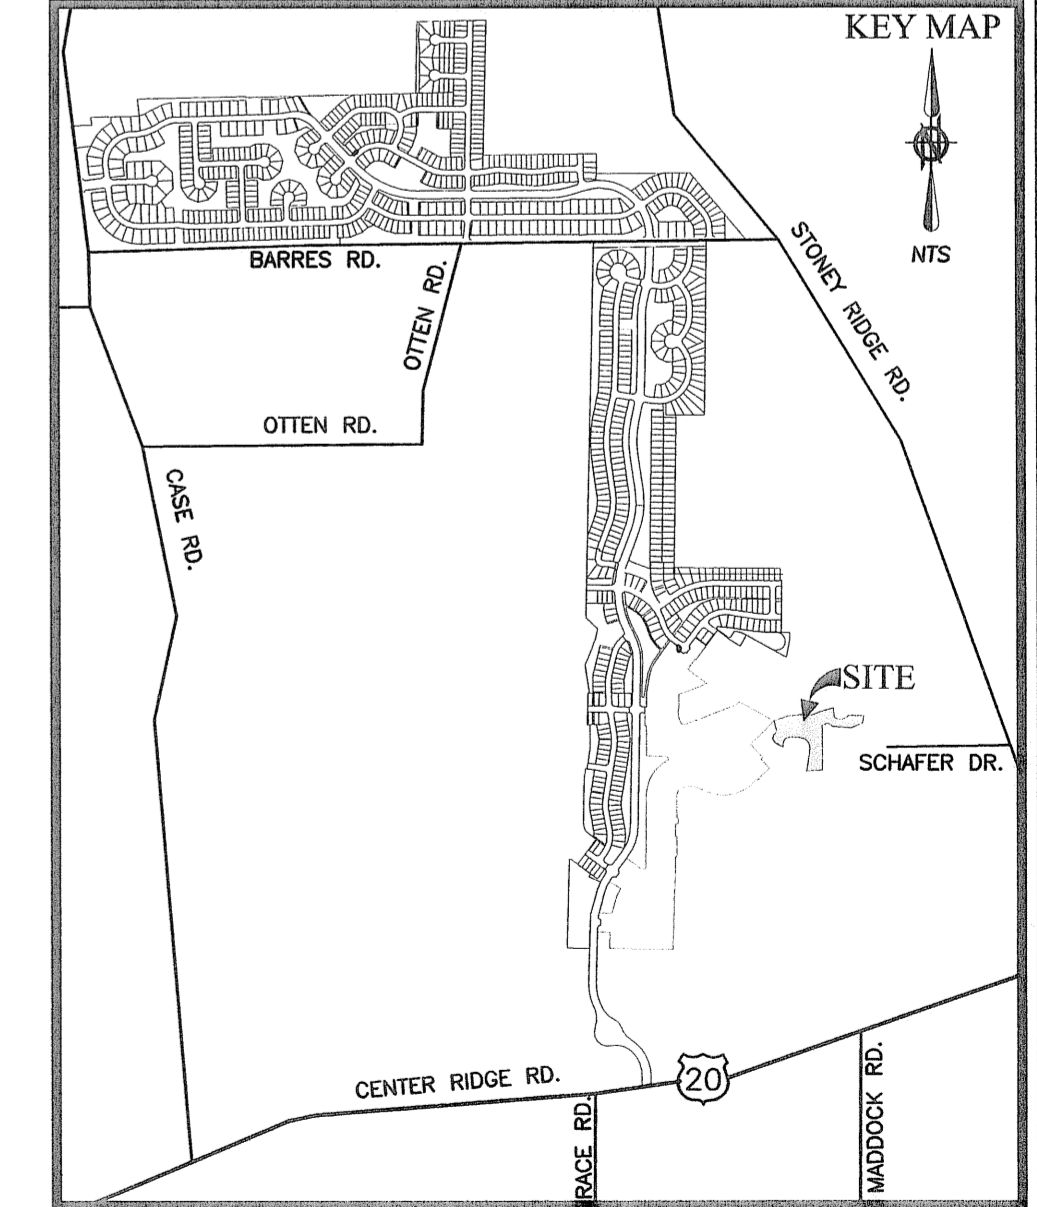 KEY MAP
N
NTS
BARRES RD.
OTTEN RD.
STONEY RIDGE RD.
OTTEN RD.
CASE RD.
SITE
SCHAFER DR.
CENTER RIDGE RD.
20
RACE RD.
MADDOCK RD.